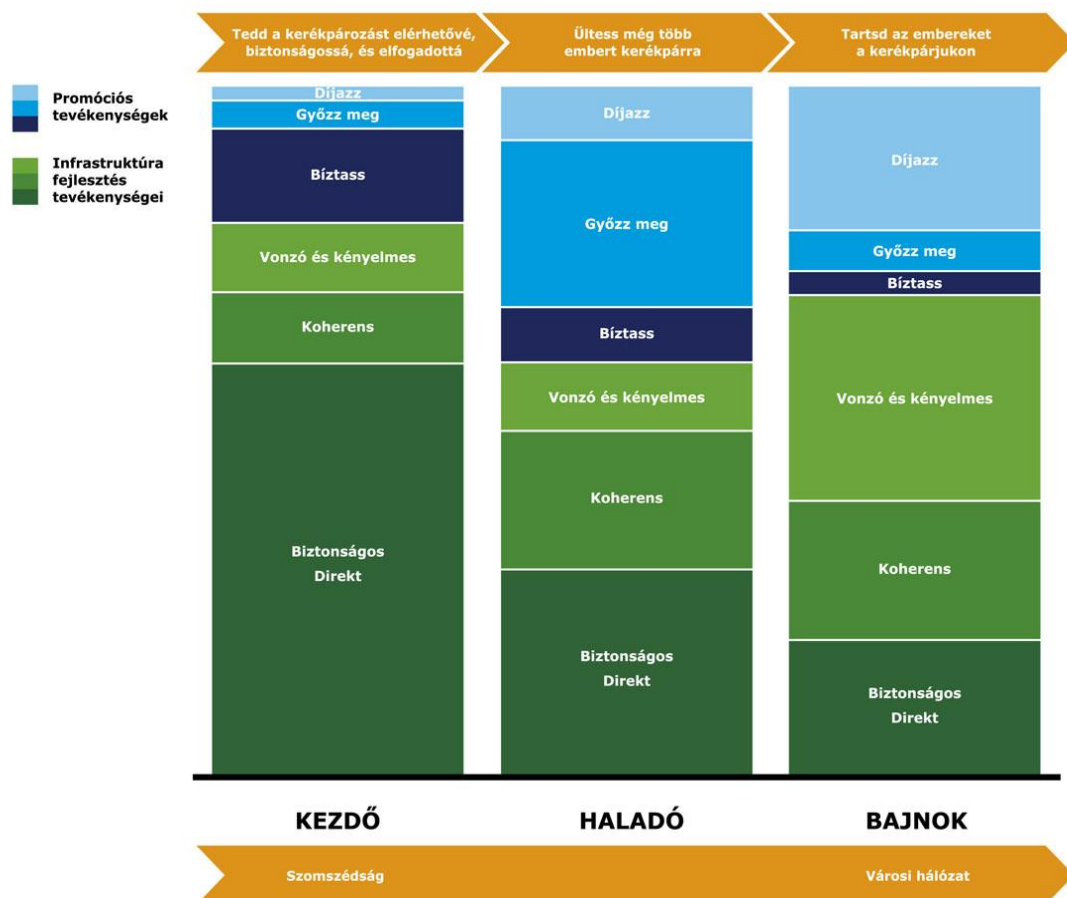 Tedd a kerékpározást elérhetővé,
biztonságossá, és elfogadottá
Ültess még több
embert kerékpárra
Tartsd az embereket
a kerékpárjukon
Promóciós
tevékenységek
Infrastruktúra
fejlesztés
tevékenységei
Díjazz
Győzz meg
Bíztass
Vonzó és kényelmes
Koherens
Biztonságos
Direkt
Díjazz
Győzz meg
Bíztass
Vonzó és kényelmes
Koherens
Biztonságos
Direkt
Díjazz
Győzz meg
Bíztass
Vonzó és kényelmes
Koherens
Biztonságos
Direkt
KEZDŐ
HALADÓ
BAJNOK
Szomszédság
Városi hálózat